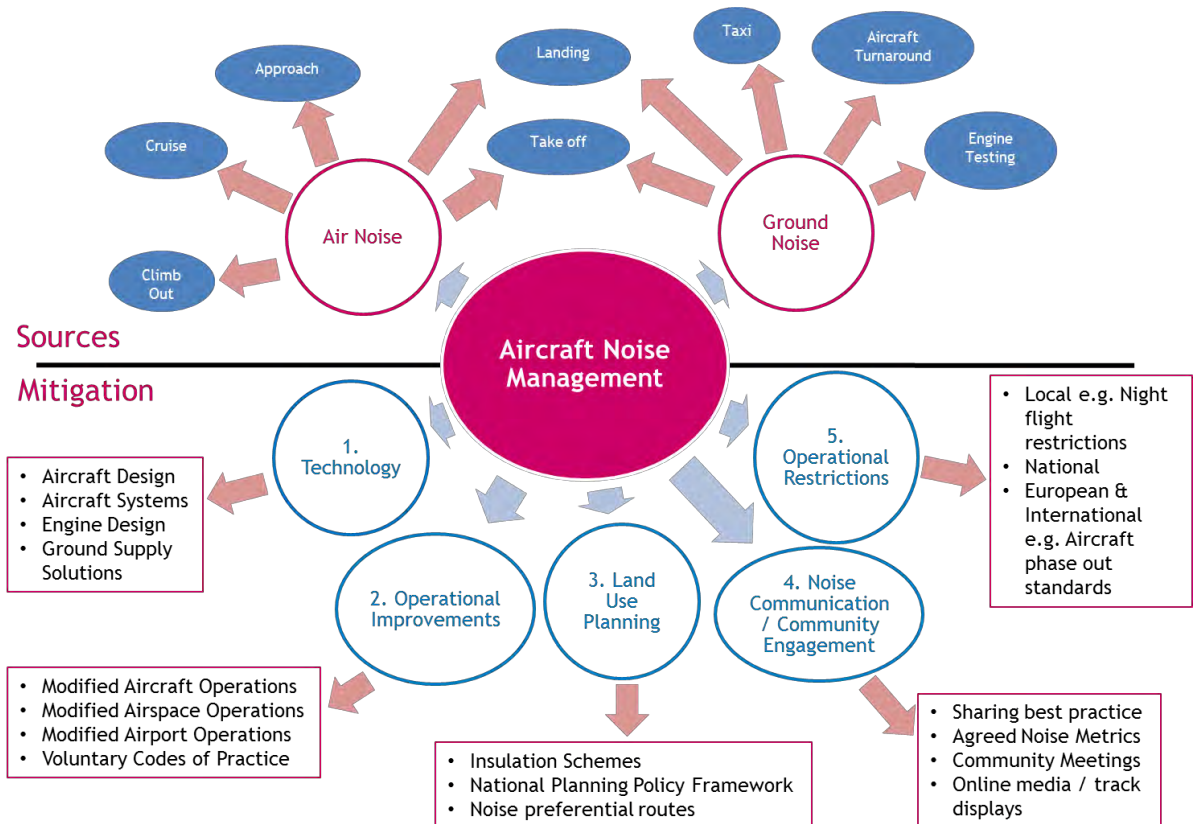 Taxi
Aircraft
Turnaround
Landing
Approach
Cruise
Take off
Engine
Testing
Air Noise
Ground
Noise
Climb
Out
Sources
Aircraft Noise
Management
Mitigation
1.
Technology
5.
Operational
Restrictions
• Local e.g. Night
flight
restrictions
• National
• European &
International
e.g. Aircraft
phase out
standards
• Aircraft Design
• Aircraft Systems
• Engine Design
• Ground Supply
Solutions
2. Operational
Improvements
3. Land
Use
Planning
4. Noise
Communication
/ Community
Engagement
• Modified Aircraft Operations
• Modified Airspace Operations
• Modified Airport Operations
• Voluntary Codes of Practice
• Insulation Schemes
• National Planning Policy Framework
• Noise preferential routes
• Sharing best practice
• Agreed Noise Metrics
• Community Meetings
• Online media / track
displays